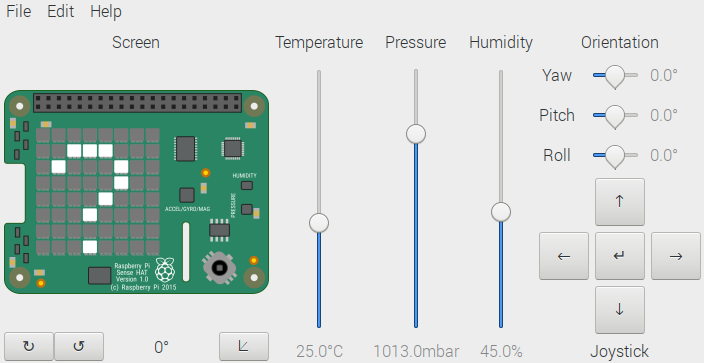 File Edit Help
Screen Temperature Pressure Humidity Orientation
Yaw 0.0°
Pitch 0.0°
Roll 0.0°
HUMIDITY
PRESSURE
ACCEL/GYRO/MAG
Raspberry Pi
Sense HAT
Version 1.0
(c) Raspberry Pi 2015
↑
← ↵ →
↓
↻ ↺ 0° 25.0°C 1013.0mbar 45.0% Joystick